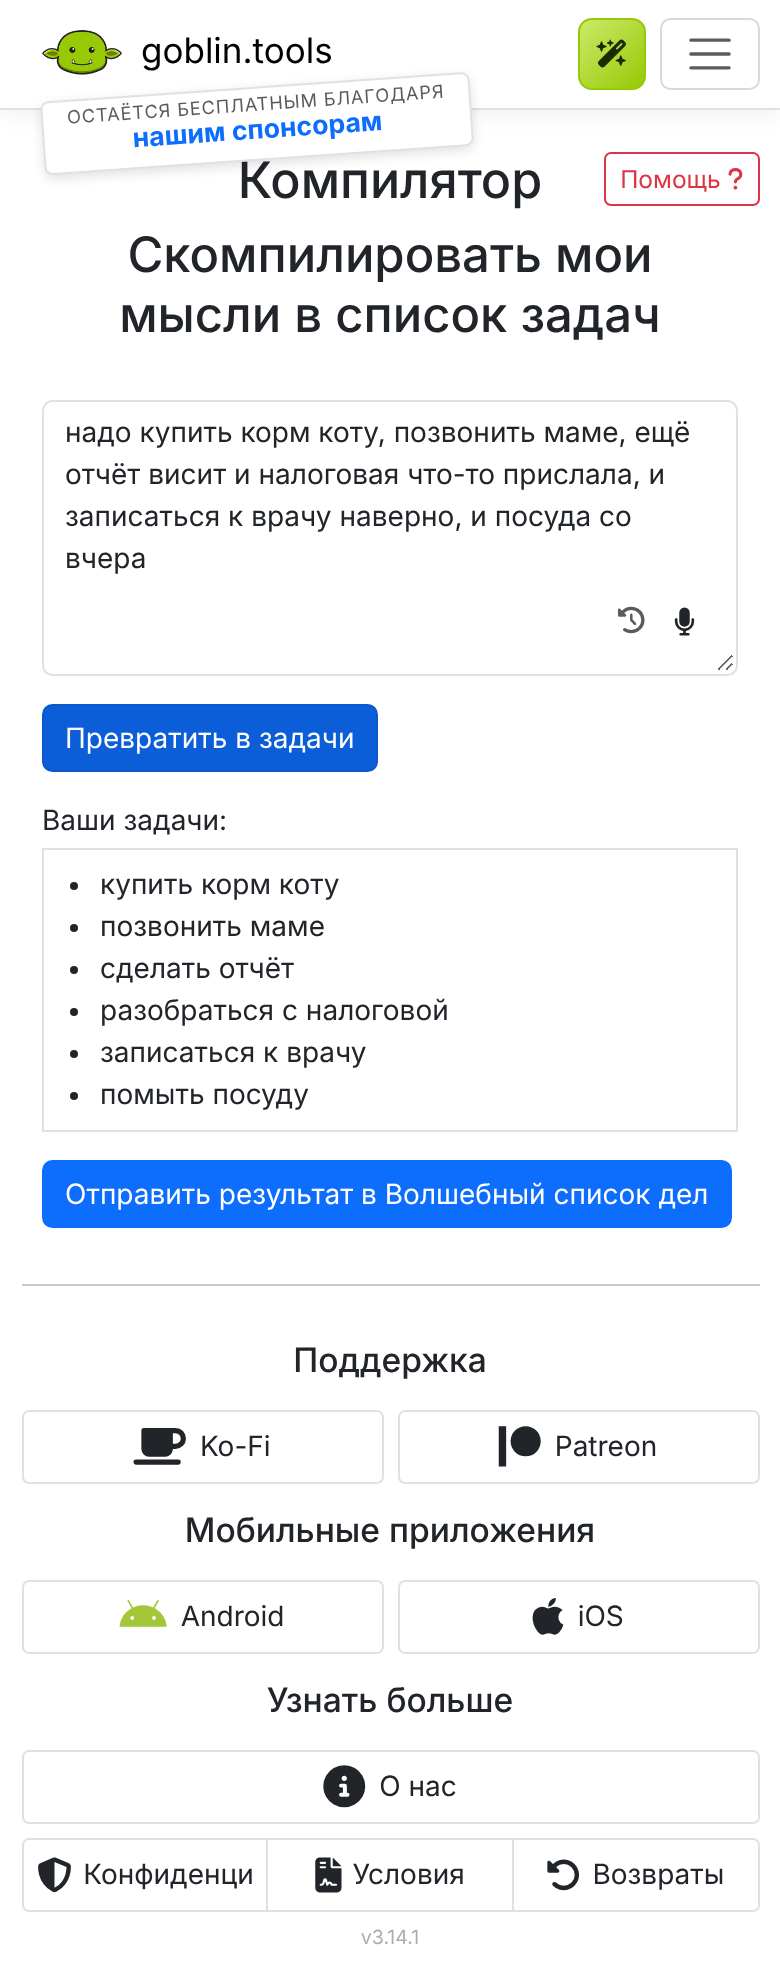 goblin.tools
ОСТАЁТСЯ БЕСПЛАТНЫМ БЛАГОДАРЯ
нашим спонсорам
Компилятор
Помощь ?
Скомпилировать мои
мысли в список задач
надо купить корм коту, позвонить маме, ещё
отчёт висит и налоговая что-то прислала, и
записаться к врачу наверно, и посуда со
вчера
Превратить в задачи
Ваши задачи:
• купить корм коту
• позвонить маме
• сделать отчёт
• разобраться с налоговой
• записаться к врачу
• помыть посуду
Отправить результат в Волшебный список дел
Поддержка
Ko-Fi
Patreon
Мобильные приложения
Android
iOS
Узнать больше
О нас
Конфиденци
Условия
Возвраты
v3.14.1